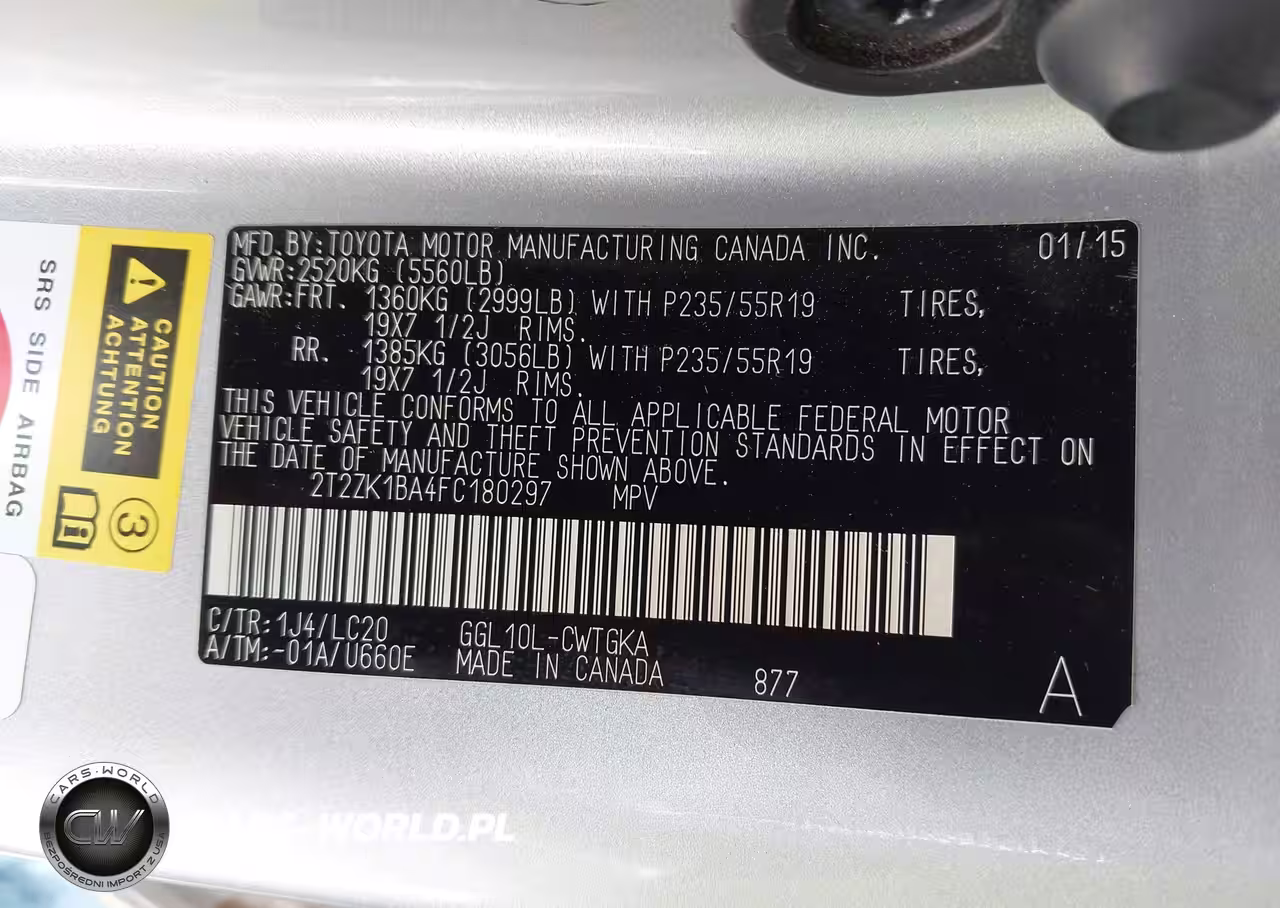 MFD.BY:TOYOTA MOTOR MANUFACTURING CANADA INC. 01/15
GVWR:2520KG (5560LB)
GAWR:FRT. 1360KG (2999LB) WITH P235/55R19 TIRES,
19X7 1/2J RIMS.
RR. 1385KG (3056LB) WITH P235/55R19 TIRES,
19X7 1/2J RIMS.
THIS VEHICLE CONFORMS TO ALL APPLICABLE FEDERAL MOTOR
VEHICLE SAFETY AND THEFT PREVENTION STANDARDS IN EFFECT ON
THE DATE OF MANUFACTURE SHOWN ABOVE.
2T2ZK1BA4FC180297 MPV
C/TR:1J4/LC20 GGL10L-CWTGKA
A/TM:-01A/U660E MADE IN CANADA 877 A
CAUTION
ATTENTION
ACHTUNG
3
SRS SIDE AIRBAG
CARS-WORLD
CW
BEZPOŚREDNI IMPORT Z USA
WORLD.PL